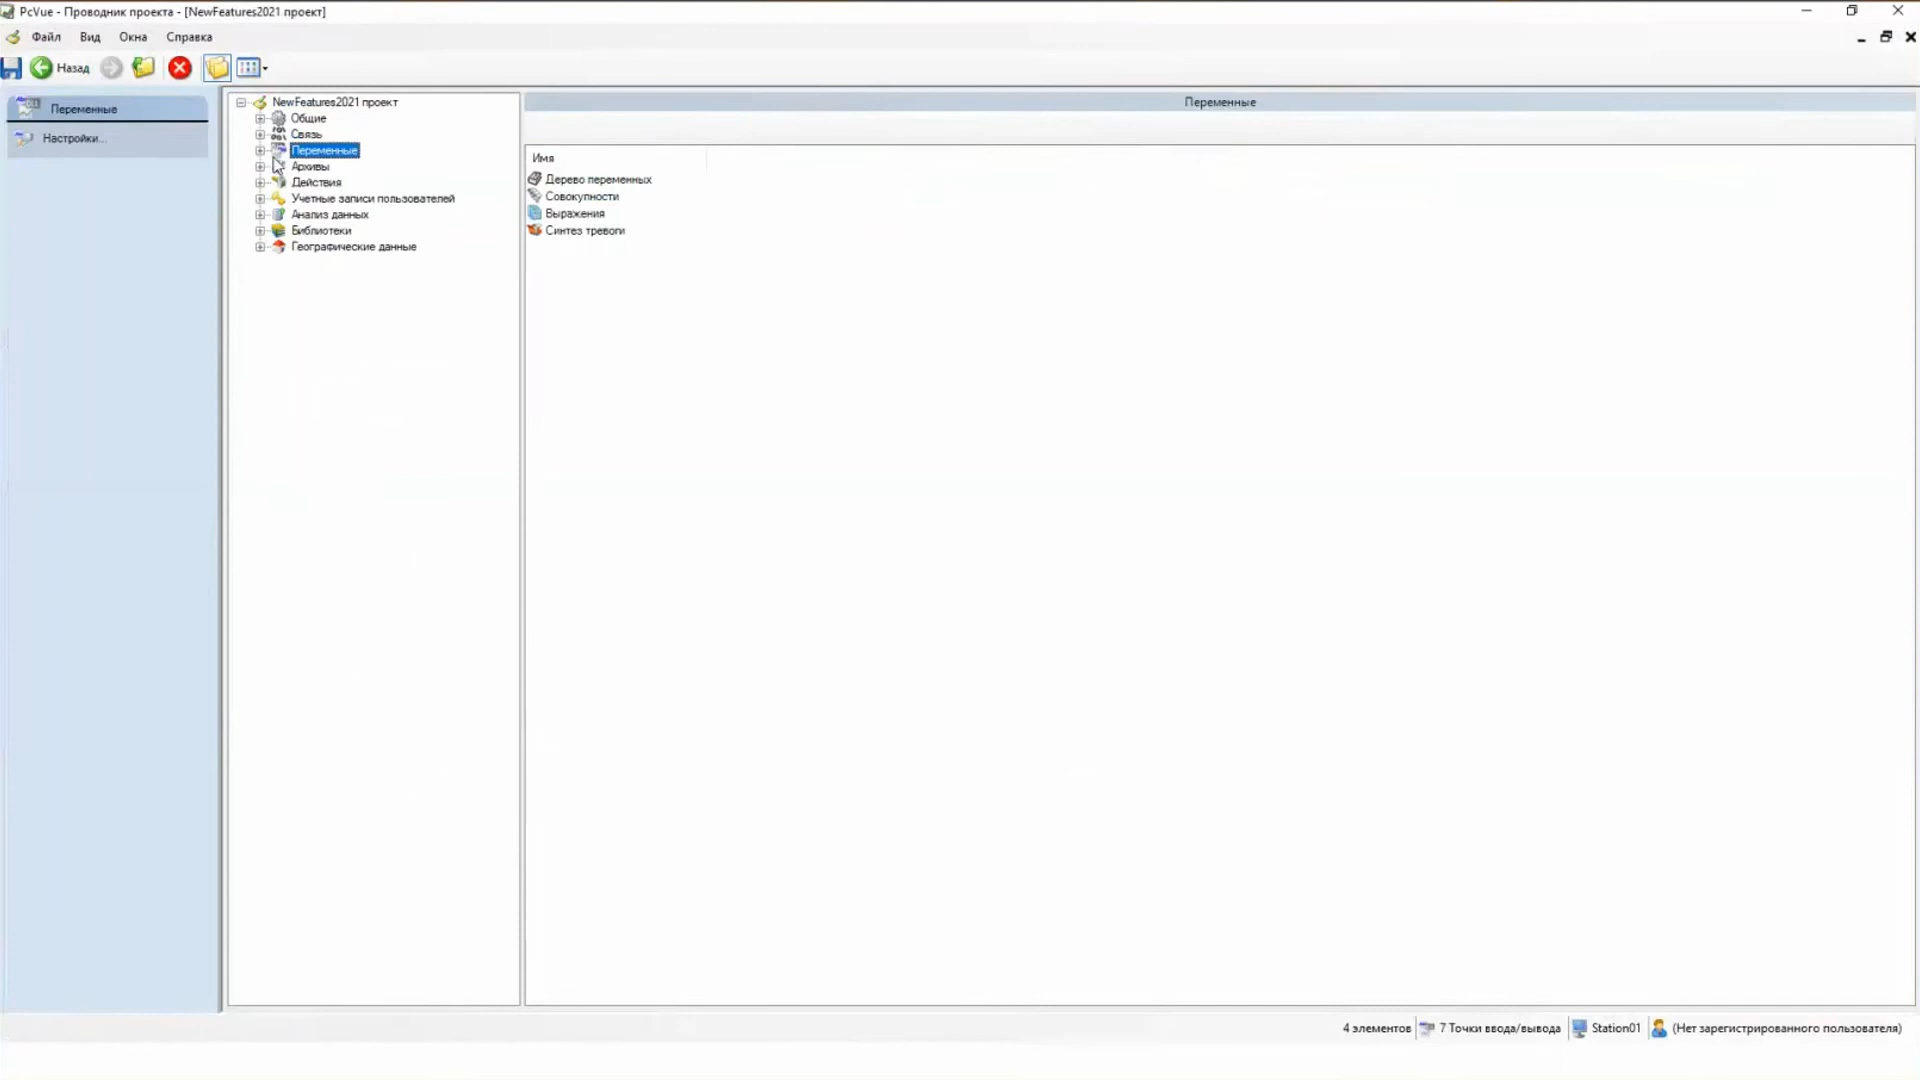 PcVue - Проводник проекта - [NewFeatures2021 проект]
Файл Вид Окна Справка
Назад
Переменные
Настройки...
NewFeatures2021 проект
Общие
Связь
Переменные
Архивы
Действия
Учетные записи пользователей
Анализ данных
Библиотеки
Географические данные
Переменные
Имя
Дерево переменных
Совокупности
Выражения
Синтез тревоги
4 элементов 7 Точки ввода/вывода Station01 (Нет зарегистрированного пользователя)